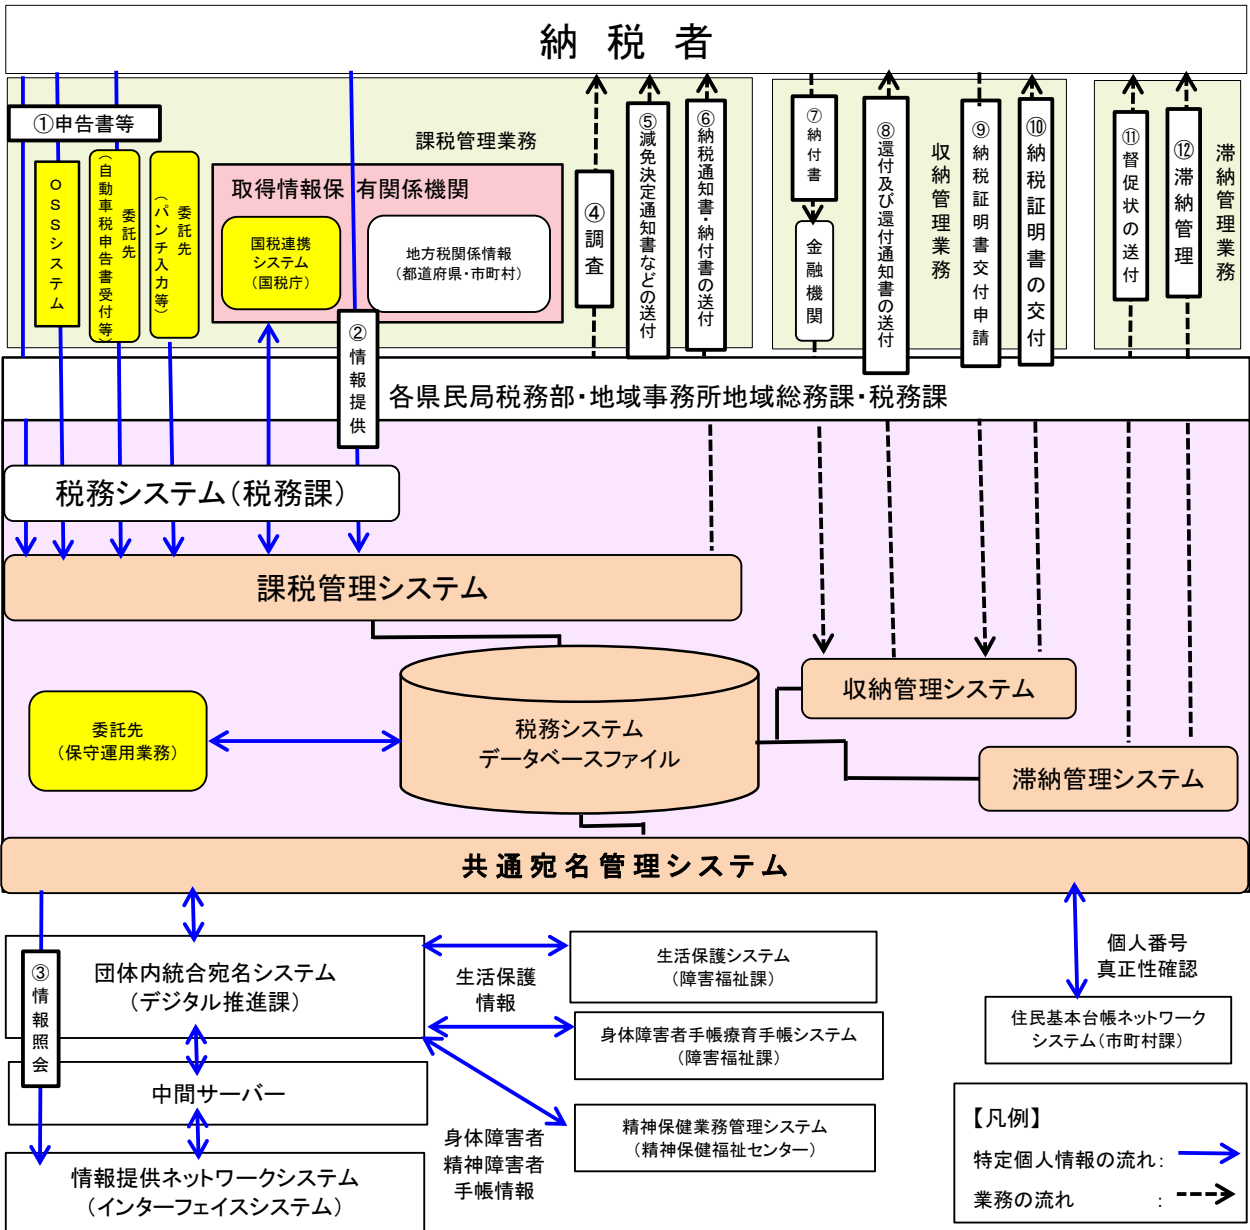 納 税 者
①申告書等
OSSシステム
委託先
（自動車税申告書受付等）
委託先
（パンチ入力等）
課税管理業務
取得情報保 有関係機関
国税連携
システム
（国税庁）
地方税関係情報
（都道府県・市町村）
②情報提供
④調査
⑤減免決定通知書などの送付
⑥納税通知書・納付書の送付
⑦納付書
金融機関
⑧還付及び還付通知書の送付
収納管理業務
⑨納税証明書交付申請
⑩納税証明書の交付
⑪督促状の送付
⑫滞納管理
滞納管理業務
各県民局税務部・地域事務所地域総務課・税務課
税務システム（税務課）
課税管理システム
税務システム
データベースファイル
収納管理システム
滞納管理システム
委託先
（保守運用業務）
共通宛名管理システム
③情報照会
団体内統合宛名システム
（デジタル推進課）
中間サーバー
情報提供ネットワークシステム
（インターフェイスシステム）
生活保護
情報
生活保護システム
（障害福祉課）
身体障害者手帳療育手帳システム
（障害福祉課）
身体障害者
精神障害者
手帳情報
精神保健業務管理システム
（精神保健福祉センター）
個人番号
真正性確認
住民基本台帳ネットワーク
システム（市町村課）
【凡例】
特定個人情報の流れ：
業務の流れ ：